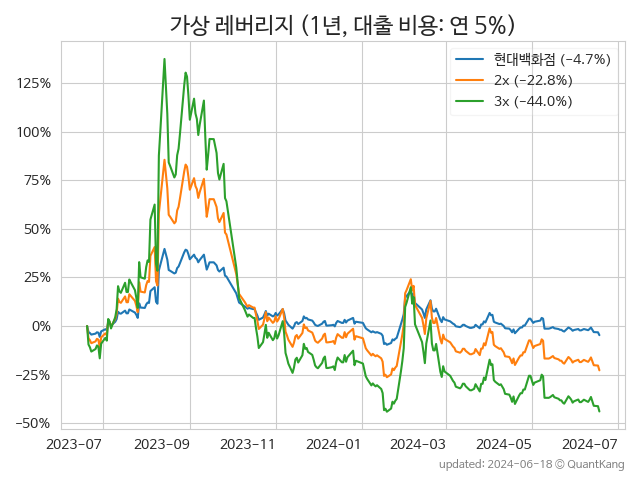 가상 레버리지 (1년, 대출 비용: 연 5%)
현대백화점 (−4.7%)
2x (−22.8%)
3x (−44.0%)
125%
100%
75%
50%
25%
0%
−25%
−50%
2023-07 2023-09 2023-11 2024-01 2024-03 2024-05 2024-07
updated: 2024-06-18 © QuantKang